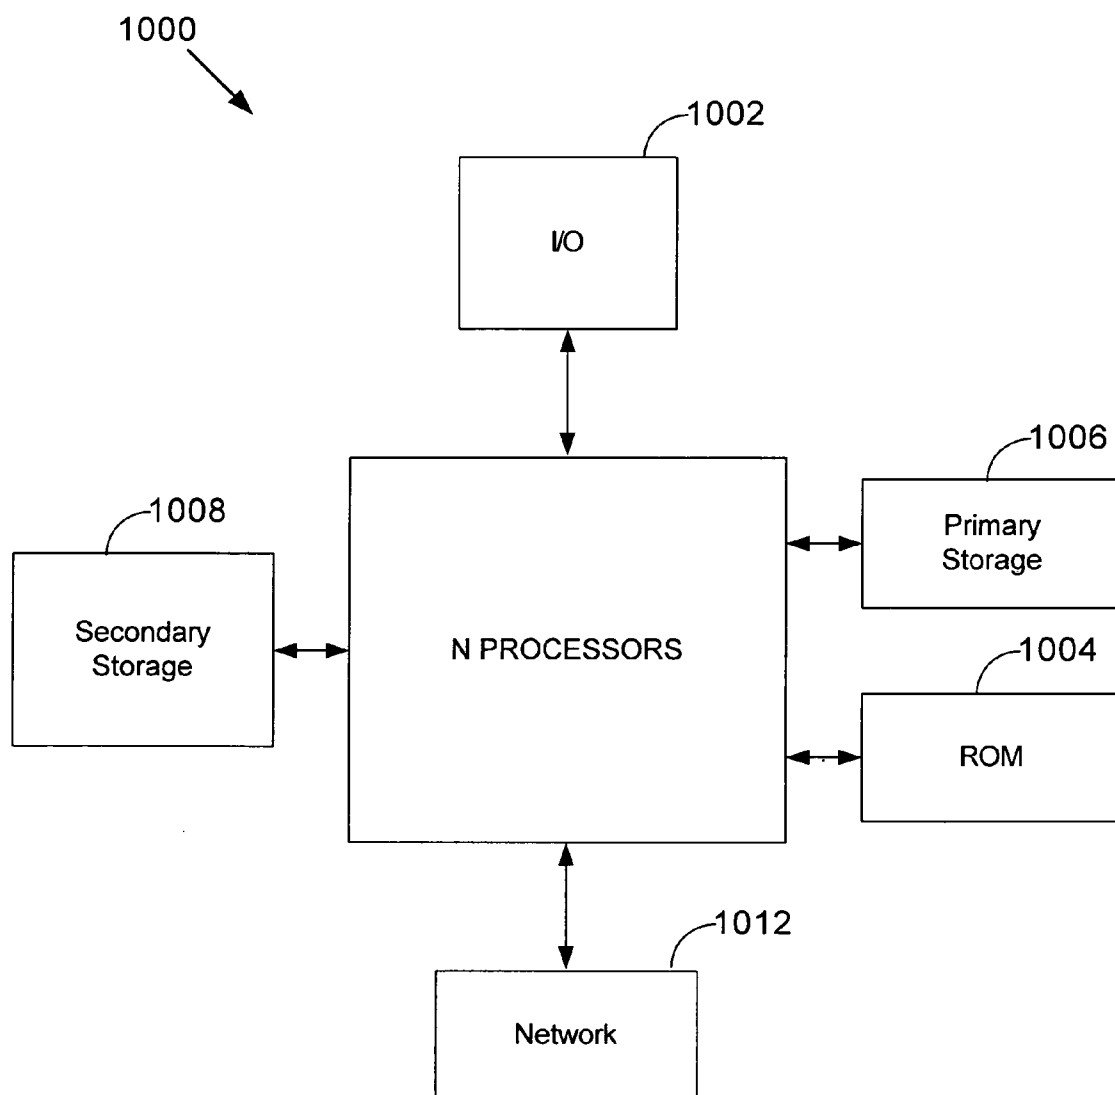 1000
1002
I/O
1006
Primary
Storage
1008
Secondary
Storage
N PROCESSORS
1004
ROM
1012
Network